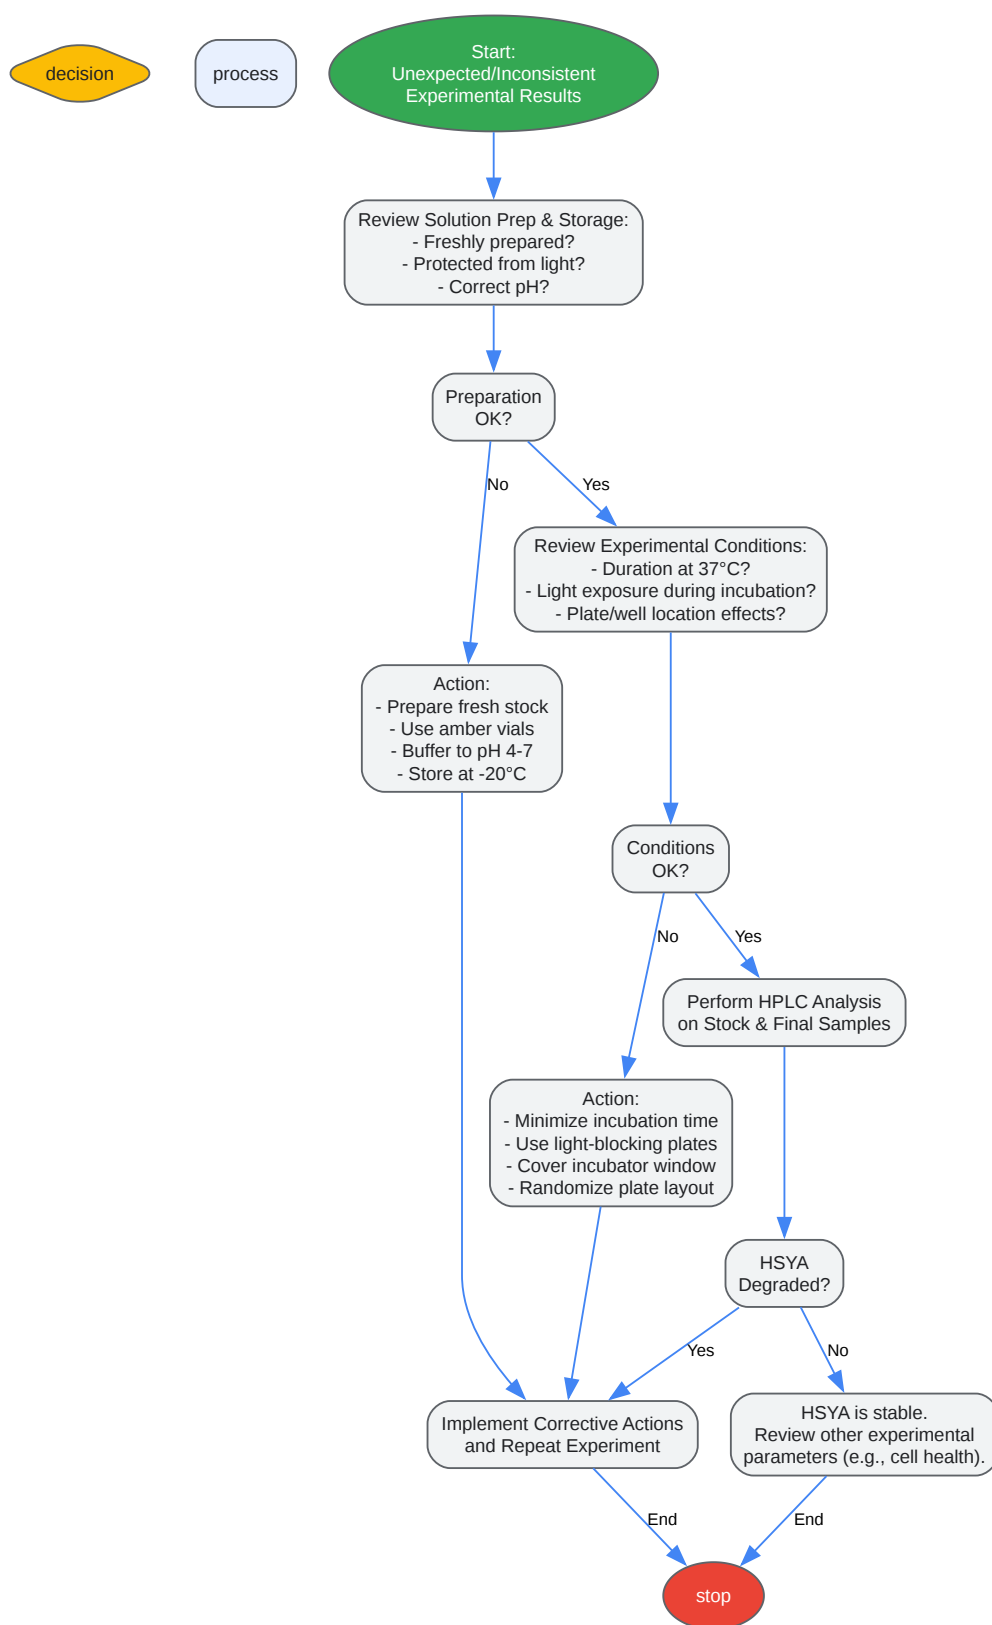 decision
process
Start:
Unexpected/Inconsistent
Experimental Results
Review Solution Prep & Storage:
- Freshly prepared?
- Protected from light?
- Correct pH?
Preparation
OK?
No
Yes
Review Experimental Conditions:
- Duration at 37°C?
- Light exposure during incubation?
- Plate/well location effects?
Action:
- Prepare fresh stock
- Use amber vials
- Buffer to pH 4-7
- Store at -20°C
Conditions
OK?
No
Yes
Perform HPLC Analysis
on Stock & Final Samples
Action:
- Minimize incubation time
- Use light-blocking plates
- Cover incubator window
- Randomize plate layout
HSYA
Degraded?
Yes
No
Implement Corrective Actions
and Repeat Experiment
HSYA is stable.
Review other experimental
parameters (e.g., cell health).
End
End
stop